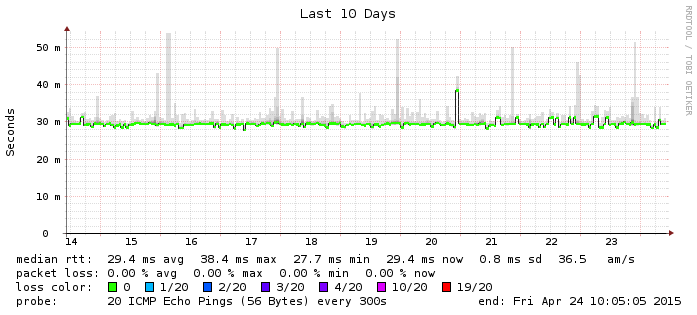 Last 10 Days
RRDTOOL / TOBI OETIKER
Seconds
50 m
40 m
30 m
20 m
10 m
0
14 15 16 17 18 19 20 21 22 23
median rtt: 29.4 ms avg 38.4 ms max 27.7 ms min 29.4 ms now 0.8 ms sd 36.5 am/s
packet loss: 0.00 % avg 0.00 % max 0.00 % min 0.00 % now
loss color: 0 1/20 2/20 3/20 4/20 10/20 19/20
probe: 20 ICMP Echo Pings (56 Bytes) every 300s end: Fri Apr 24 10:05:05 2015